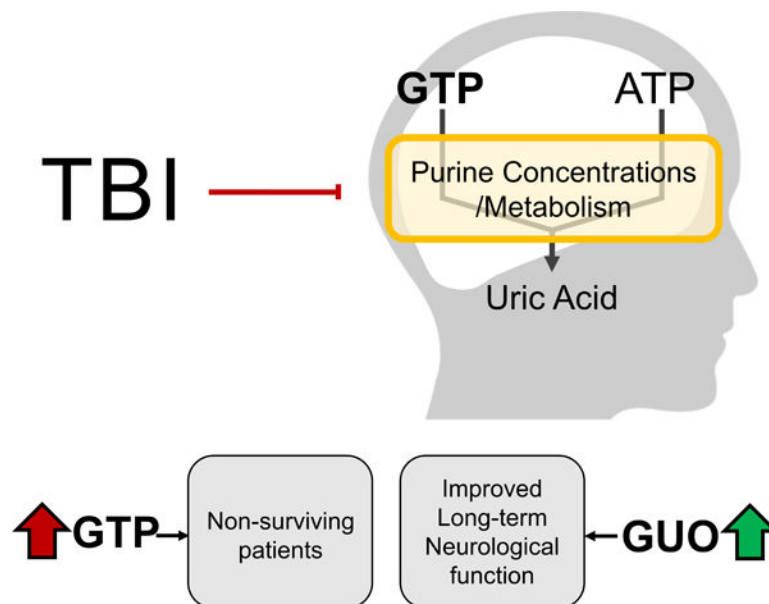 GTP ATP
TBI
Purine Concentrations
/Metabolism
Uric Acid
GTP
Non-surviving
patients
Improved
Long-term
Neurological
function
GUO